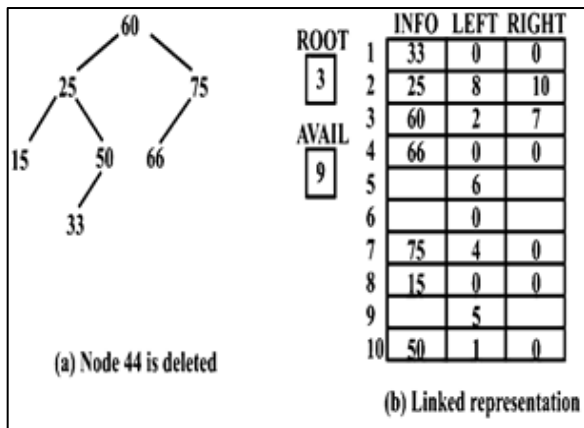 60
25 75
15 50 66
33
(a) Node 44 is deleted
ROOT
3
AVAIL
9
INFO LEFT RIGHT
1 33 0 0
2 25 8 10
3 60 2 7
4 66 0 0
5 6
6 0
7 75 4 0
8 15 0 0
9 5
10 50 1 0
(b) Linked representation